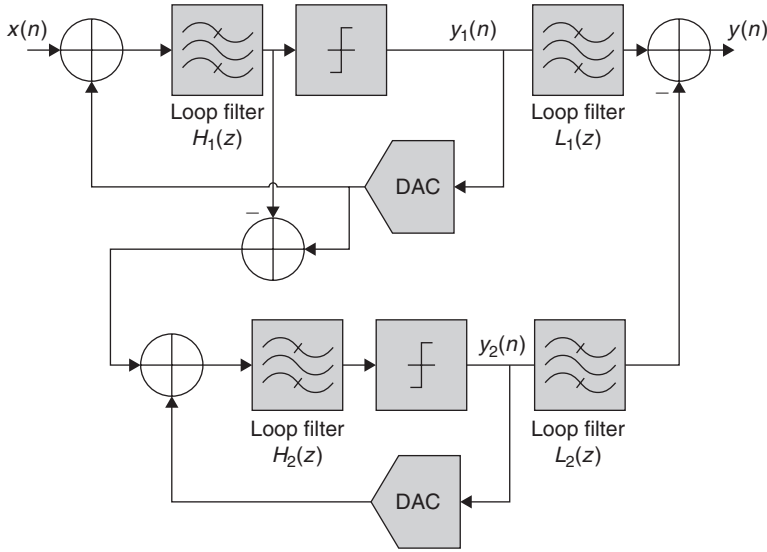 x(n)
y₁(n)
y(n)
Loop filter
H₁(z)
Loop filter
L₁(z)
–
DAC
–
y₂(n)
Loop filter
H₂(z)
Loop filter
L₂(z)
DAC